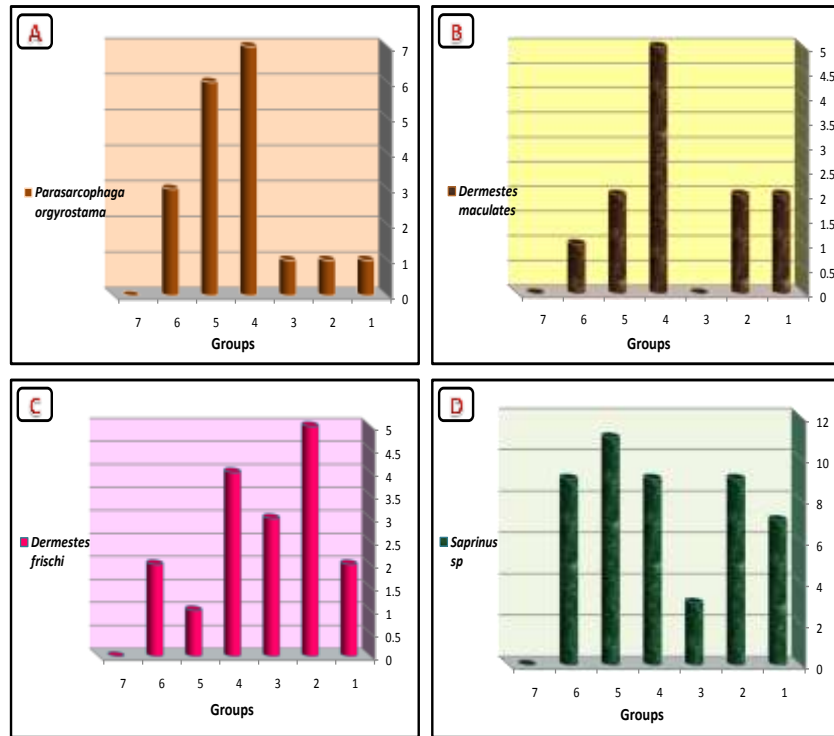 A
Parasarcophaga
orgyrostama
7
6
5
4
3
2
1
0
7 6 5 4 3 2 1
Groups
B
Dermestes
maculates
5
4.5
4
3.5
3
2.5
2
1.5
1
0.5
0
7 6 5 4 3 2 1
Groups
C
Dermestes
frischi
5
4.5
4
3.5
3
2.5
2
1.5
1
0.5
0
7 6 5 4 3 2 1
Groups
D
Saprinus
sp
12
10
8
6
4
2
0
7 6 5 4 3 2 1
Groups